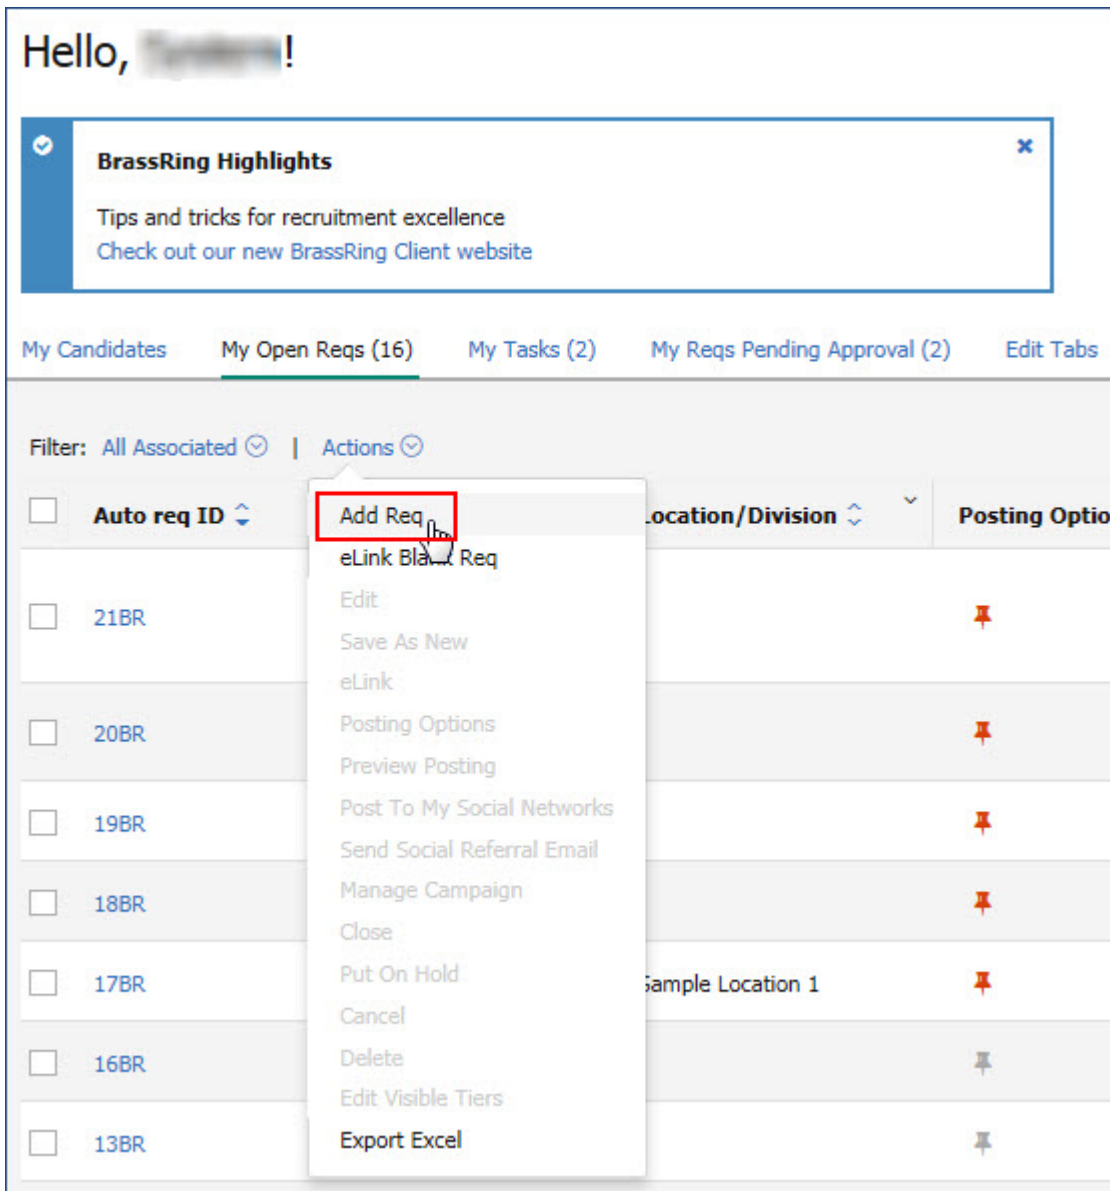 Hello, !
BrassRing Highlights
Tips and tricks for recruitment excellence
Check out our new BrassRing Client website
My Candidates My Open Reqs (16) My Tasks (2) My Reqs Pending Approval (2) Edit Tabs
Filter: All Associated | Actions
Auto req ID Add Req Location/Division Posting Optio
eLink Blank Req
Edit
21BR
Save As New
eLink
Posting Options
20BR
Preview Posting
Post To My Social Networks
19BR
Send Social Referral Email
Manage Campaign
18BR
Close
Put On Hold
17BR Sample Location 1
Cancel
Delete
16BR
Edit Visible Tiers
Export Excel
13BR